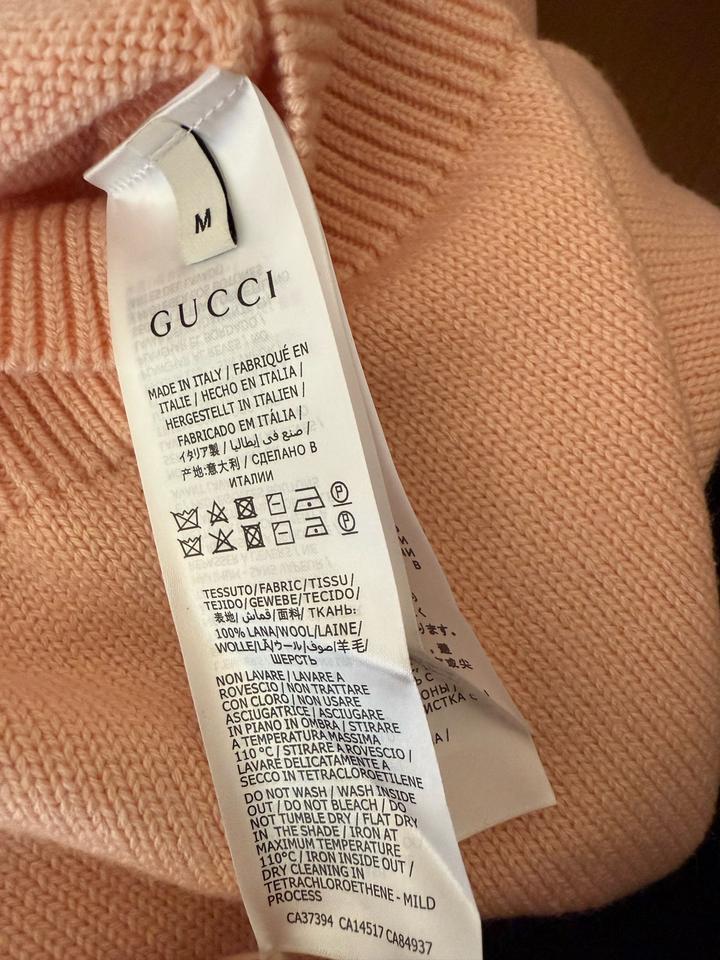 M
GUCCI
MADE IN ITALY / FABRIQUÉ EN
ITALIE / HECHO EN ITALIA /
HERGESTELLT IN ITALIEN /
FABRICADO EM ITÁLIA /
イタリア製 / صنع في إيطاليا /
产地:意大利 / СДЕЛАНО В
ИТАЛИИ
TESSUTO/FABRIC/TISSU/
TEJIDO/GEWEBE/TECIDO/
表地/قماش/面料/ ТКАНЬ:
100% LANA/WOOL/LAINE/
WOLLE/LÃ/ウール/صوف/羊毛/
ШЕРСТЬ
NON LAVARE / LAVARE A
ROVESCIO / NON TRATTARE
CON CLORO / NON USARE
ASCIUGATRICE / ASCIUGARE
IN PIANO IN OMBRA / STIRARE
A TEMPERATURA MASSIMA
110 °C / STIRARE A ROVESCIO /
LAVARE DELICATAMENTE A
SECCO IN TETRACLOROETILENE
DO NOT WASH / WASH INSIDE
OUT / DO NOT BLEACH / DO
NOT TUMBLE DRY / FLAT DRY
IN THE SHADE / IRON AT
MAXIMUM TEMPERATURE
110°C / IRON INSIDE OUT /
DRY CLEANING IN
TETRACHLOROETHENE - MILD
PROCESS
CA37394 CA14517 CA84937